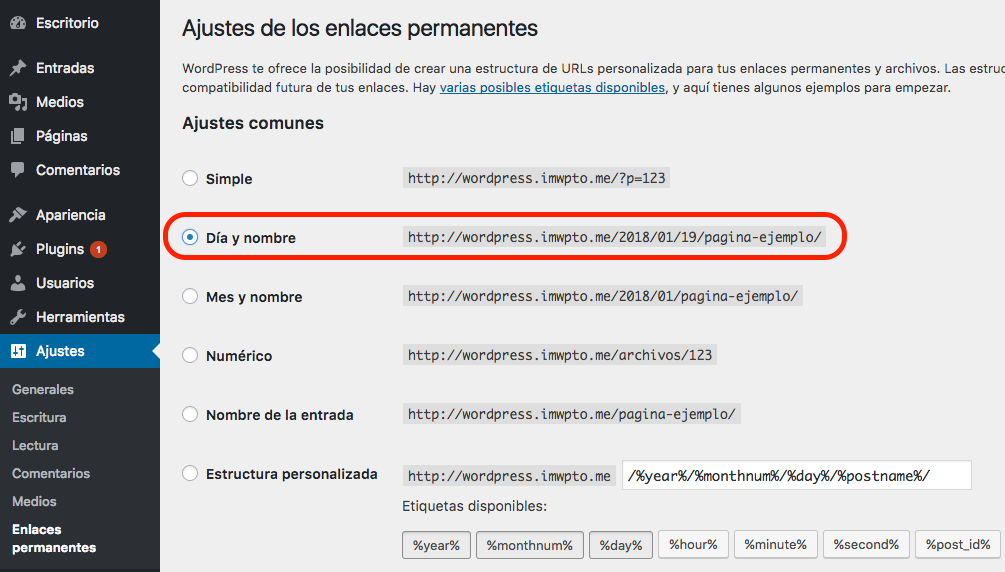 Escritorio
Entradas
Medios
Páginas
Comentarios
Apariencia
Plugins 1
Usuarios
Herramientas
Ajustes
Generales
Escritura
Lectura
Comentarios
Medios
Enlaces
permanentes
Ajustes de los enlaces permanentes
WordPress te ofrece la posibilidad de crear una estructura de URLs personalizada para tus enlaces permanentes y archivos. Las
compatibilidad futura de tus enlaces. Hay varias posibles etiquetas disponibles, y aquí tienes algunos ejemplos para empezar.
Ajustes comunes
Simple http://wordpress.imwpto.me/?p=123
Día y nombre http://wordpress.imwpto.me/2018/01/19/pagina-ejemplo/
Mes y nombre http://wordpress.imwpto.me/2018/01/pagina-ejemplo/
Numérico http://wordpress.imwpto.me/archivos/123
Nombre de la entrada http://wordpress.imwpto.me/pagina-ejemplo/
Estructura personalizada http://wordpress.imwpto.me /%year%/%monthnum%/%day%/%postname%/
Etiquetas disponibles:
%year% %monthnum% %day% %hour% %minute% %second% %post_id%